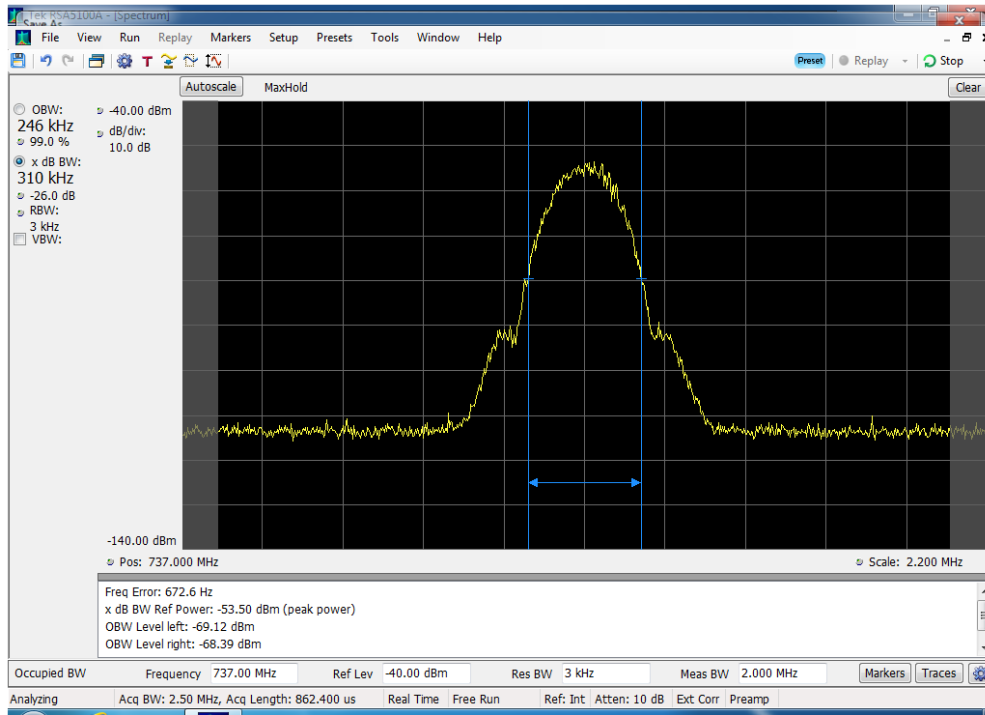 Tek RSA5100A - [Spectrum]
Save As
File View Run Replay Markers Setup Presets Tools Window Help
Preset Replay Stop
Autoscale MaxHold Clear
OBW:
246 kHz
99.0 %
x dB BW:
310 kHz
-26.0 dB
RBW:
3 kHz
VBW:
-40.00 dBm
dB/div:
10.0 dB
-140.00 dBm
Pos: 737.000 MHz Scale: 2.200 MHz
Freq Error: 672.6 Hz
x dB BW Ref Power: -53.50 dBm (peak power)
OBW Level left: -69.12 dBm
OBW Level right: -68.39 dBm
Occupied BW Frequency 737.00 MHz Ref Lev -40.00 dBm Res BW 3 kHz Meas BW 2.000 MHz Markers Traces
Analyzing Acq BW: 2.50 MHz, Acq Length: 862.400 us Real Time Free Run Ref: Int Atten: 10 dB Ext Corr Preamp